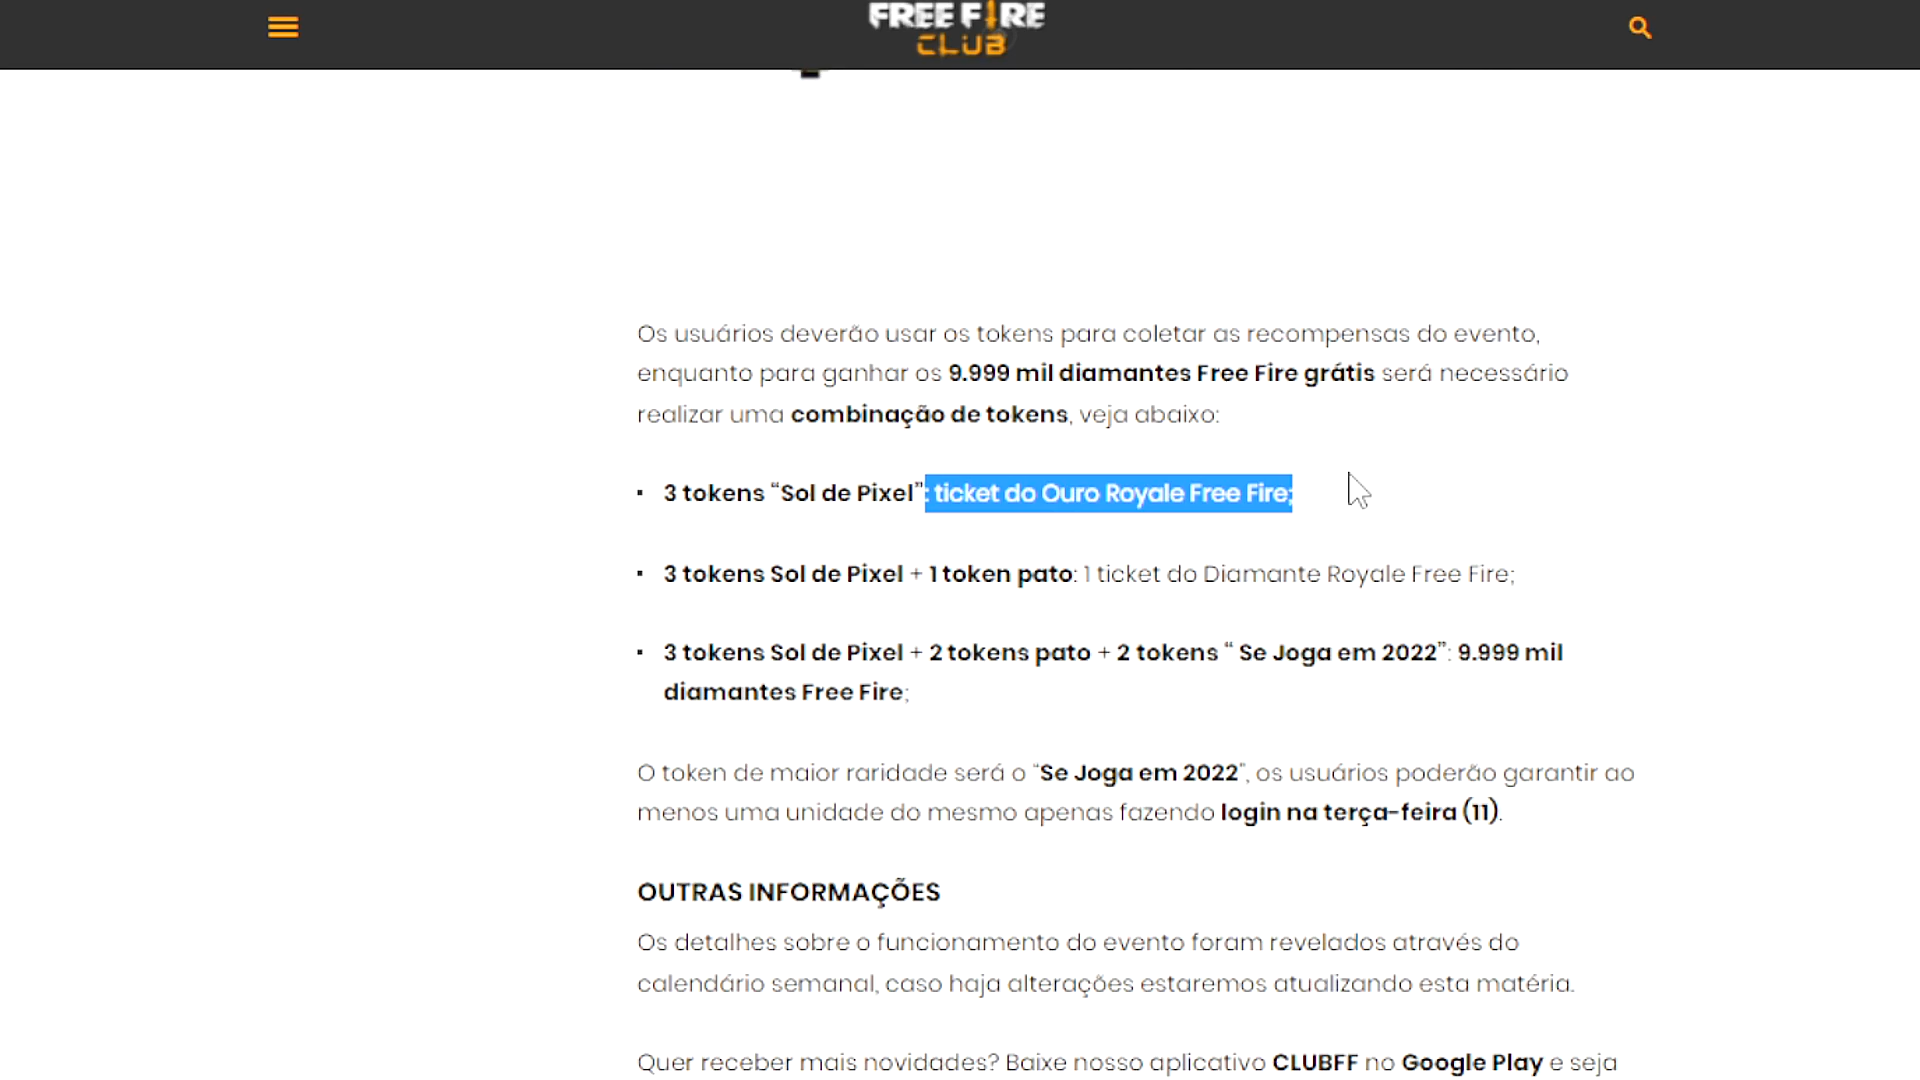 FREE FIRE
CLUB
Os usuários deverão usar os tokens para coletar as recompensas do evento,
enquanto para ganhar os 9.999 mil diamantes Free Fire grátis será necessário
realizar uma combinação de tokens, veja abaixo:
▪ 3 tokens “Sol de Pixel”: ticket do Ouro Royale Free Fire;
▪ 3 tokens Sol de Pixel + 1 token pato: 1 ticket do Diamante Royale Free Fire;
▪ 3 tokens Sol de Pixel + 2 tokens pato + 2 tokens “ Se Joga em 2022”: 9.999 mil
diamantes Free Fire;
O token de maior raridade será o “Se Joga em 2022”, os usuários poderão garantir ao
menos uma unidade do mesmo apenas fazendo login na terça-feira (11).
OUTRAS INFORMAÇÕES
Os detalhes sobre o funcionamento do evento foram revelados através do
calendário semanal, caso haja alterações estaremos atualizando esta matéria.
Quer receber mais novidades? Baixe nosso aplicativo CLUBFF no Google Play e seja